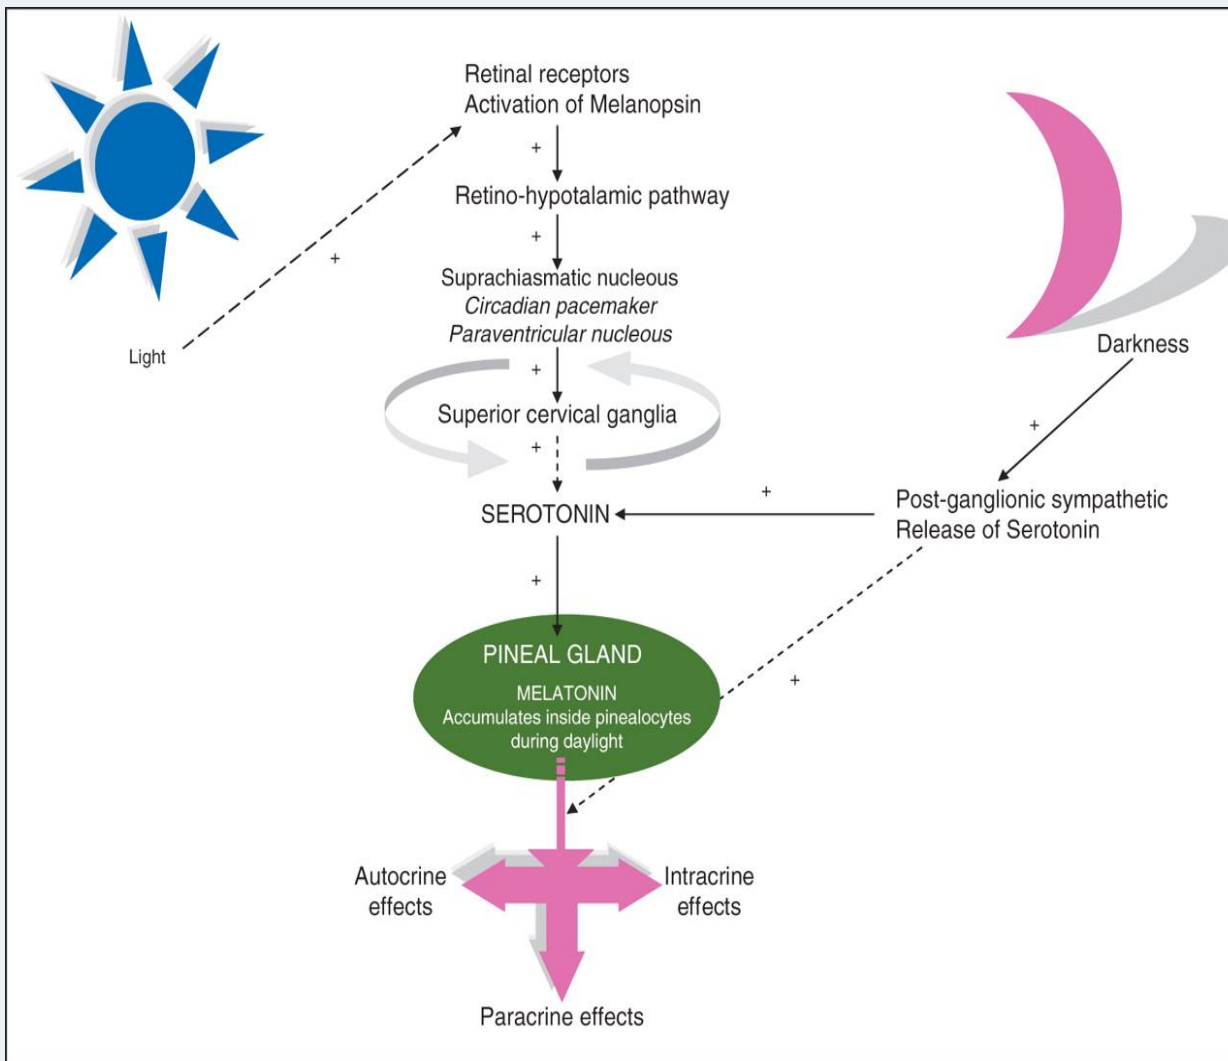 Retinal receptors
Activation of Melanopsin
+
Retino-hypotalamic pathway
+
+
Suprachiasmatic nucleous
Circadian pacemaker
Paraventricular nucleous
Light
Darkness
+
Superior cervical ganglia
+
+
+
SEROTONIN
Post-ganglionic sympathetic
Release of Serotonin
+
PINEAL GLAND
MELATONIN
Accumulates inside pinealocytes
during daylight
+
Autocrine
effects
Intracrine
effects
Paracrine effects